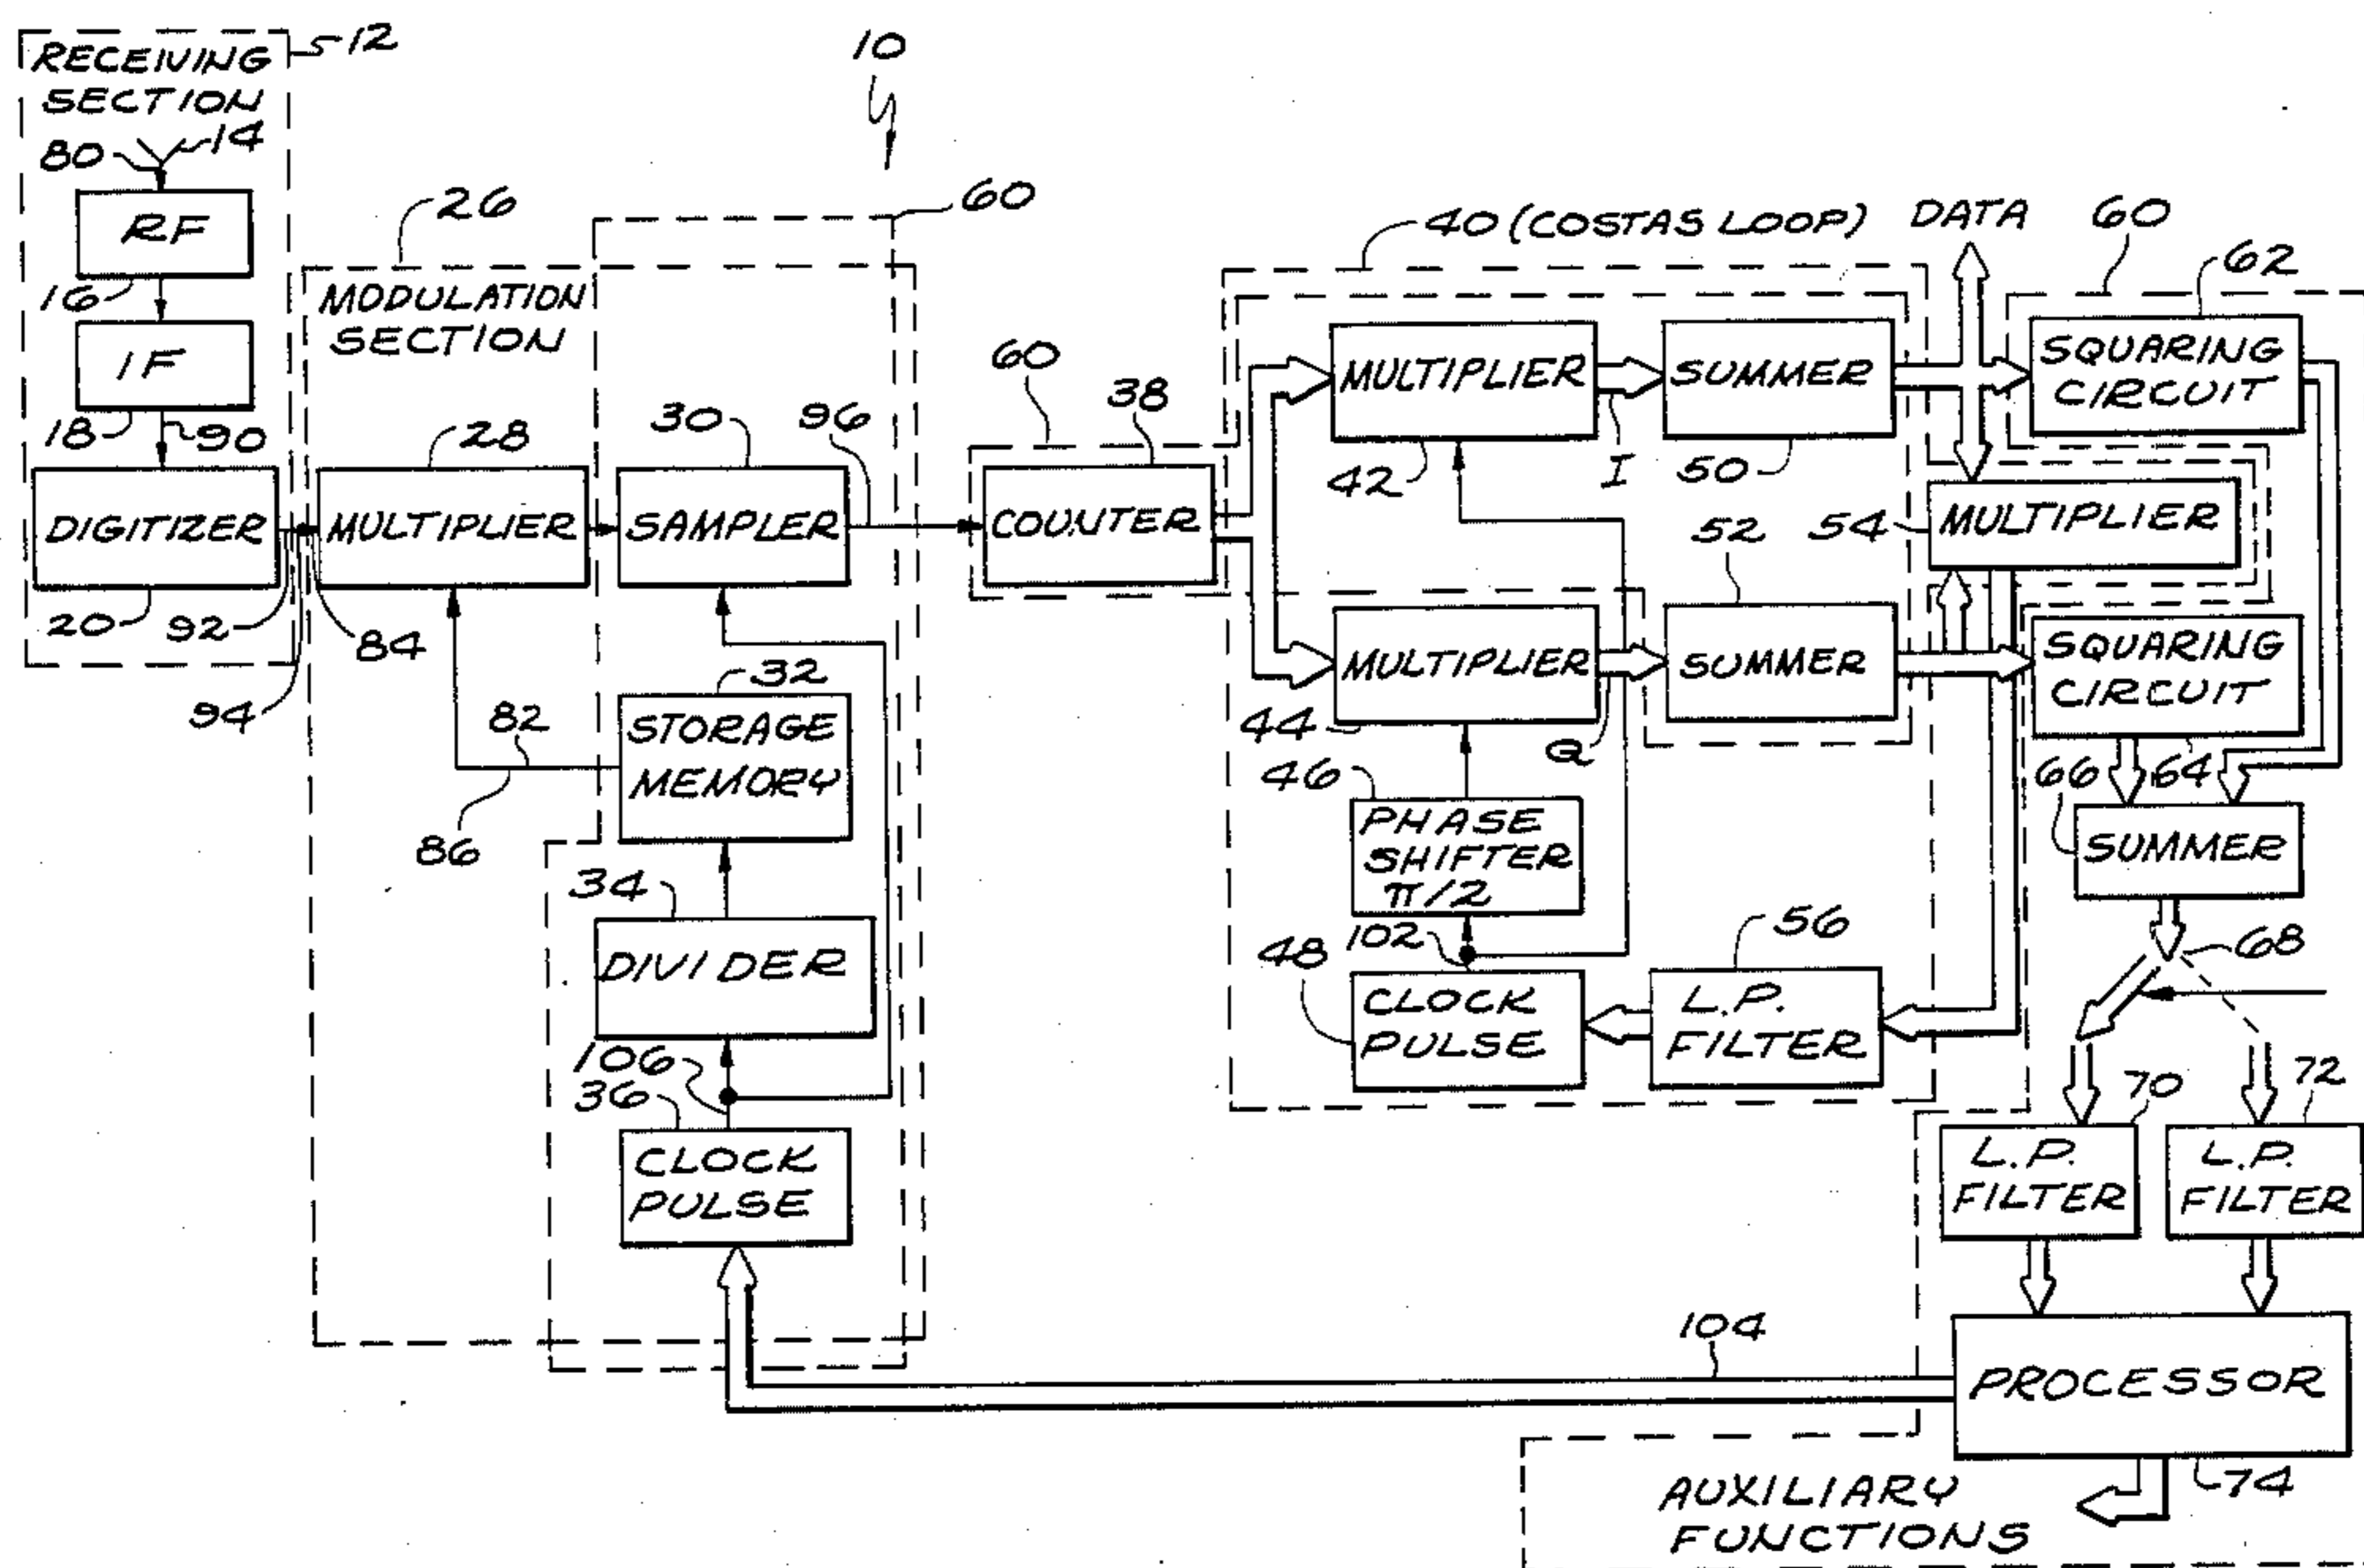 RECEIVING
SECTION
12
10
80
14
RF
16
IF
18
90
DIGITIZER
20
92
94
84
26
60
MODULATION
SECTION
28
MULTIPLIER
30
SAMPLER
96
32
STORAGE
MEMORY
82
86
34
DIVIDER
106
36
CLOCK
PULSE
60
38
COUNTER
40 (COSTAS LOOP)
DATA
60
62
MULTIPLIER
42
I
SUMMER
50
SQUARING
CIRCUIT
54
MULTIPLIER
52
MULTIPLIER
44
Q
SUMMER
SQUARING
CIRCUIT
46
PHASE
SHIFTER
π/2
102
48
CLOCK
PULSE
56
L.P.
FILTER
66
64
SUMMER
68
70
L.P.
FILTER
72
L.P.
FILTER
104
PROCESSOR
74
AUXILIARY
FUNCTIONS